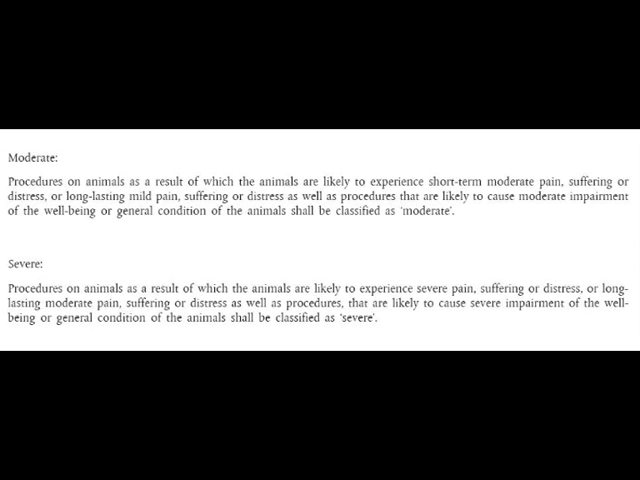 Moderate:
Procedures on animals as a result of which the animals are likely to experience short-term moderate pain, suffering or
distress, or long-lasting mild pain, suffering or distress as well as procedures that are likely to cause moderate impairment
of the well-being or general condition of the animals shall be classified as ‘moderate’.
Severe:
Procedures on animals as a result of which the animals are likely to experience severe pain, suffering or distress, or long-
lasting moderate pain, suffering or distress as well as procedures, that are likely to cause severe impairment of the well-
being or general condition of the animals shall be classified as ‘severe’.